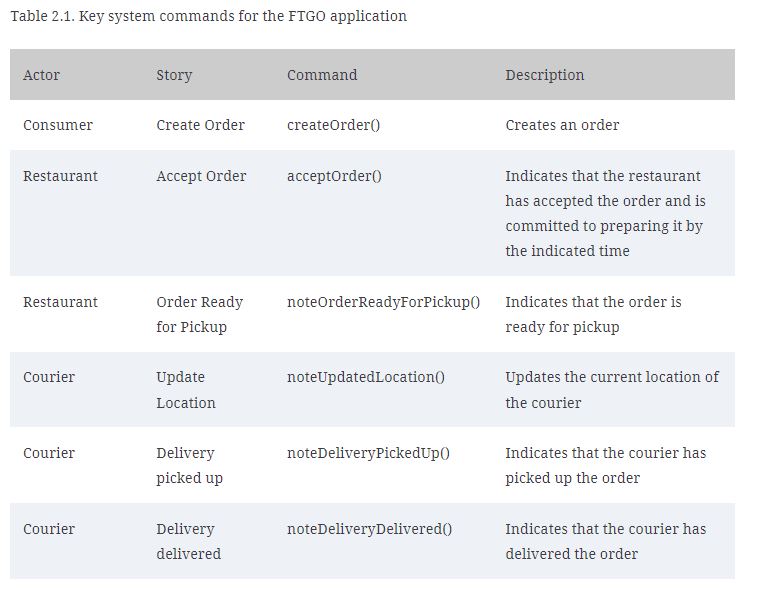 Table 2.1. Key system commands for the FTGO application
Actor Story Command Description
Consumer Create Order createOrder() Creates an order
Restaurant Accept Order acceptOrder() Indicates that the restaurant
has accepted the order and is
committed to preparing it by
the indicated time
Restaurant Order Ready noteOrderReadyForPickup() Indicates that the order is
for Pickup ready for pickup
Courier Update noteUpdatedLocation() Updates the current location of
Location the courier
Courier Delivery noteDeliveryPickedUp() Indicates that the courier has
picked up picked up the order
Courier Delivery noteDeliveryDelivered() Indicates that the courier has
delivered delivered the order